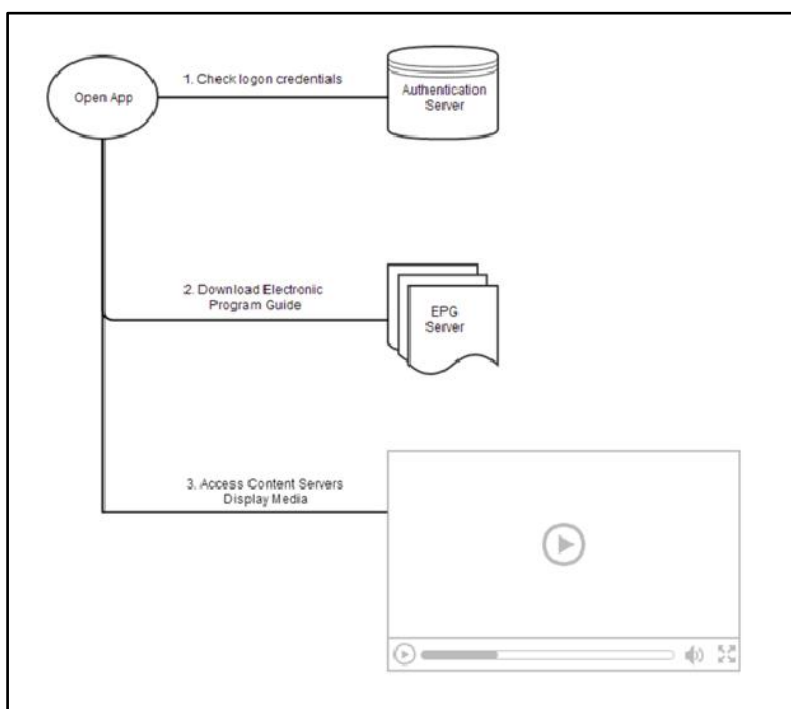 Open App
1. Check logon credentials
Authentication
Server
2. Download Electronic
Program Guide
EPG
Server
3. Access Content Servers
Display Media